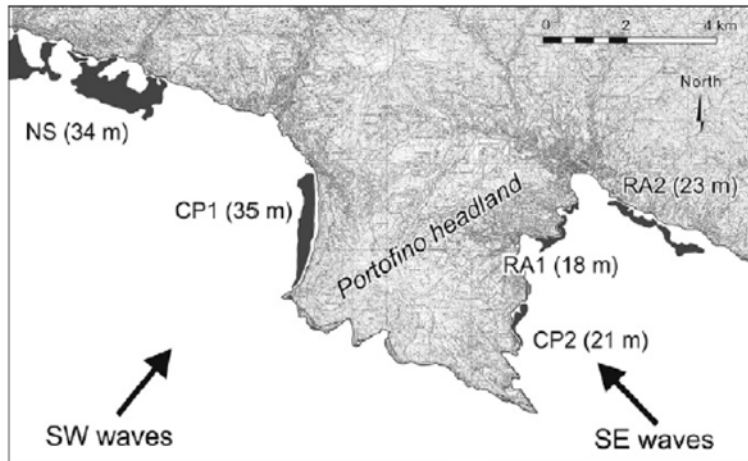 0 2 4 km
North
NS (34 m)
RA2 (23 m)
CP1 (35 m)
Portofino headland
RA1 (18 m)
CP2 (21 m)
SW waves
SE waves